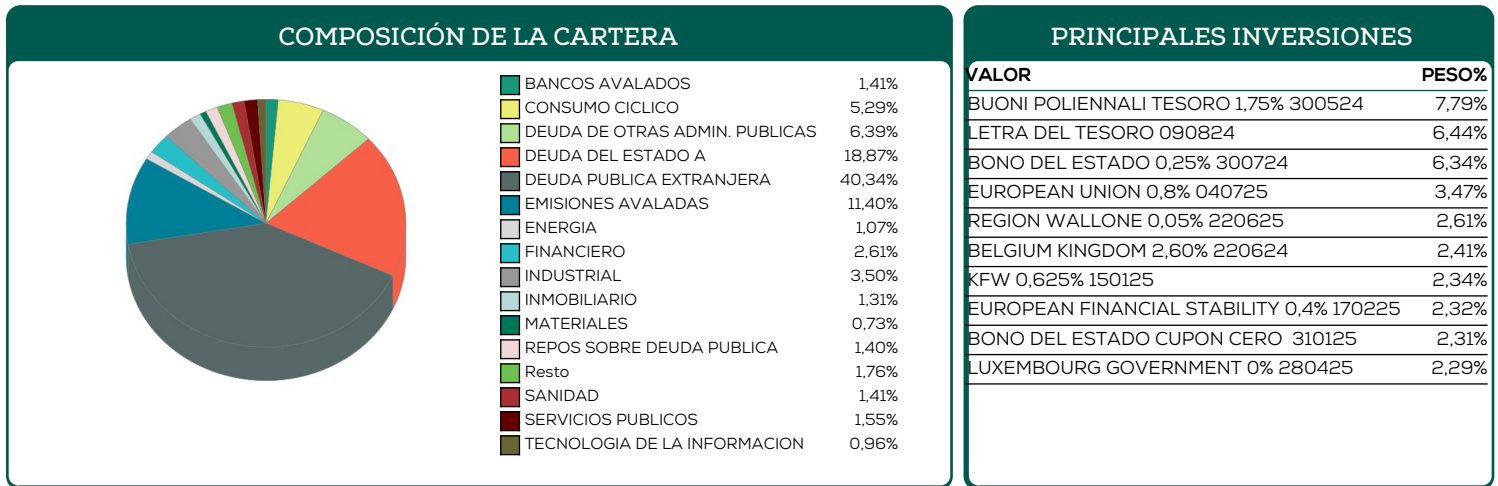 COMPOSICIÓN DE LA CARTERA
BANCOS AVALADOS 1,41%
CONSUMO CICLICO 5,29%
DEUDA DE OTRAS ADMIN. PUBLICAS 6,39%
DEUDA DEL ESTADO A 18,87%
DEUDA PUBLICA EXTRANJERA 40,34%
EMISIONES AVALADAS 11,40%
ENERGIA 1,07%
FINANCIERO 2,61%
INDUSTRIAL 3,50%
INMOBILIARIO 1,31%
MATERIALES 0,73%
REPOS SOBRE DEUDA PUBLICA 1,40%
Resto 1,76%
SANIDAD 1,41%
SERVICIOS PUBLICOS 1,55%
TECNOLOGIA DE LA INFORMACION 0,96%
PRINCIPALES INVERSIONES
VALOR PESO%
BUONI POLIENNALI TESORO 1,75% 300524 7,79%
LETRA DEL TESORO 090824 6,44%
BONO DEL ESTADO 0,25% 300724 6,34%
EUROPEAN UNION 0,8% 040725 3,47%
REGION WALLONE 0,05% 220625 2,61%
BELGIUM KINGDOM 2,60% 220624 2,41%
KFW 0,625% 150125 2,34%
EUROPEAN FINANCIAL STABILITY 0,4% 170225 2,32%
BONO DEL ESTADO CUPON CERO 310125 2,31%
LUXEMBOURG GOVERNMENT 0% 280425 2,29%